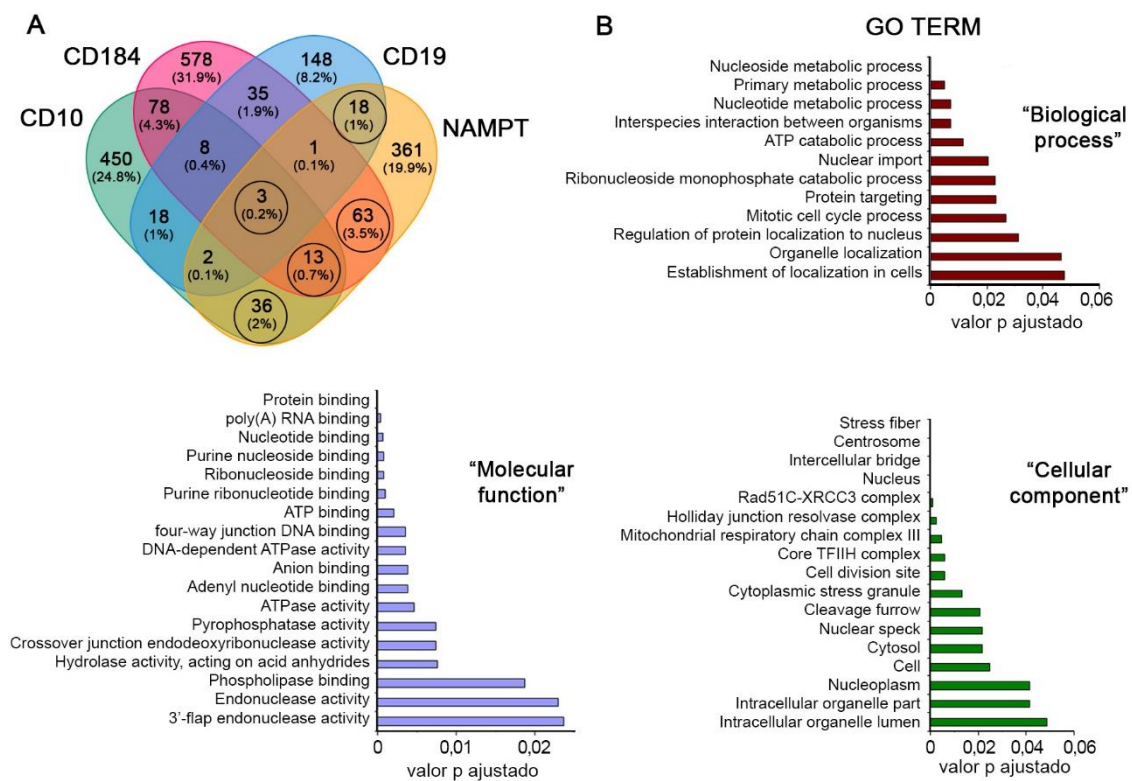 A
CD184
CD19
CD10
NAMPT
578
(31.9%)
148
(8.2%)
78
(4.3%)
35
(1.9%)
18
(1%)
450
(24.8%)
8
(0.4%)
1
(0.1%)
361
(19.9%)
3
(0.2%)
18
(1%)
63
(3.5%)
2
(0.1%)
13
(0.7%)
36
(2%)
B
GO TERM
Nucleoside metabolic process
Primary metabolic process
Nucleotide metabolic process
Interspecies interaction between organisms
ATP catabolic process
Nuclear import
Ribonucleoside monophosphate catabolic process
Protein targeting
Mitotic cell cycle process
Regulation of protein localization to nucleus
Organelle localization
Establishment of localization in cells
0 0,02 0,04 0,06
valor p ajustado
“Biological
process”
Protein binding
poly(A) RNA binding
Nucleotide binding
Purine nucleoside binding
Ribonucleoside binding
Purine ribonucleotide binding
ATP binding
four-way junction DNA binding
DNA-dependent ATPase activity
Anion binding
Adenyl nucleotide binding
ATPase activity
Pyrophosphatase activity
Crossover junction endodeoxyribonuclease activity
Hydrolase activity, acting on acid anhydrides
Phospholipase binding
Endonuclease activity
3’-flap endonuclease activity
0 0,01 0,02
valor p ajustado
“Molecular
function”
Stress fiber
Centrosome
Intercellular bridge
Nucleus
Rad51C-XRCC3 complex
Holliday junction resolvase complex
Mitochondrial respiratory chain complex III
Core TFIIH complex
Cell division site
Cytoplasmic stress granule
Cleavage furrow
Nuclear speck
Cytosol
Cell
Nucleoplasm
Intracellular organelle part
Intracellular organelle lumen
0 0,02 0,04 0,06
valor p ajustado
“Cellular
component”